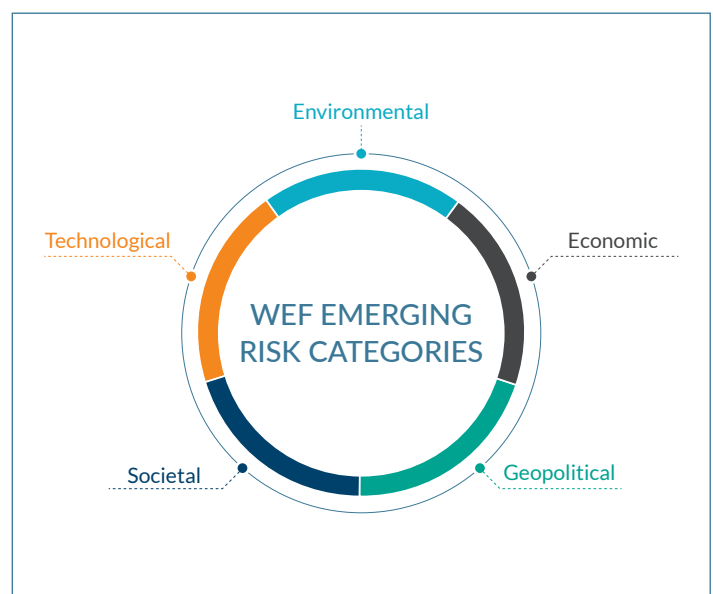 Environmental
Technological
Economic
WEF EMERGING
RISK CATEGORIES
Societal
Geopolitical